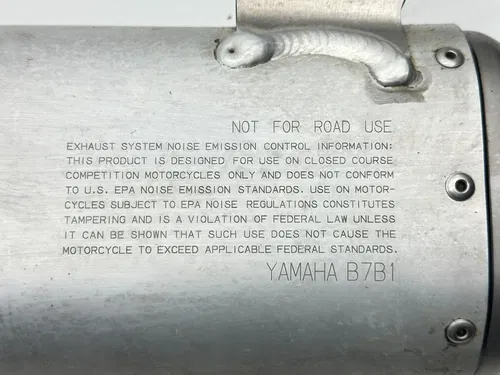 NOT FOR ROAD USE
EXHAUST SYSTEM NOISE EMISSION CONTROL INFORMATION:
THIS PRODUCT IS DESIGNED FOR USE ON CLOSED COURSE
COMPETITION MOTORCYCLES ONLY AND DOES NOT CONFORM
TO U.S. EPA NOISE EMISSION STANDARDS. USE ON MOTOR-
CYCLES SUBJECT TO EPA NOISE REGULATIONS CONSTITUTES
TAMPERING AND IS A VIOLATION OF FEDERAL LAW UNLESS
IT CAN BE SHOWN THAT SUCH USE DOES NOT CAUSE THE
MOTORCYCLE TO EXCEED APPLICABLE FEDERAL STANDARDS.
YAMAHA B7B1